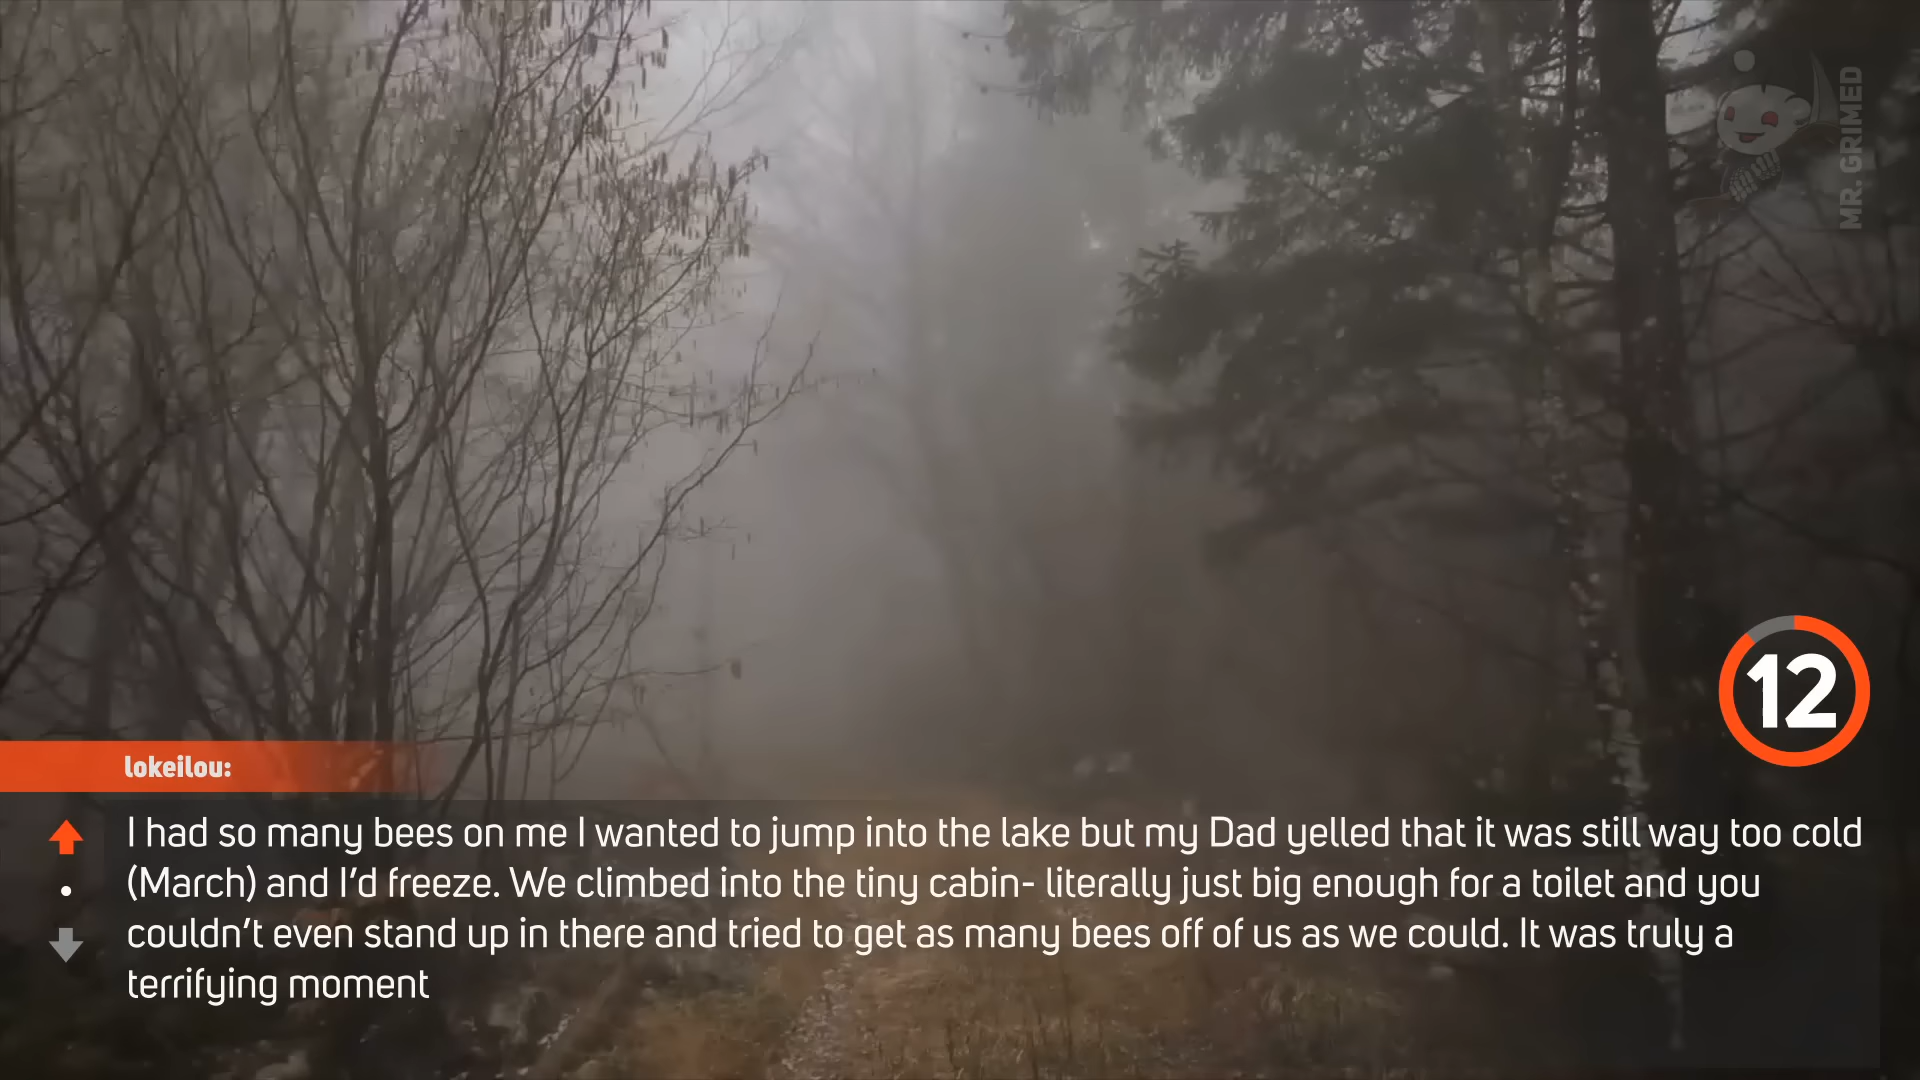 MR. GRIMED
12
lokeilou:
I had so many bees on me I wanted to jump into the lake but my Dad yelled that it was still way too cold
(March) and I'd freeze. We climbed into the tiny cabin- literally just big enough for a toilet and you
couldn't even stand up in there and tried to get as many bees off of us as we could. It was truly a
terrifying moment